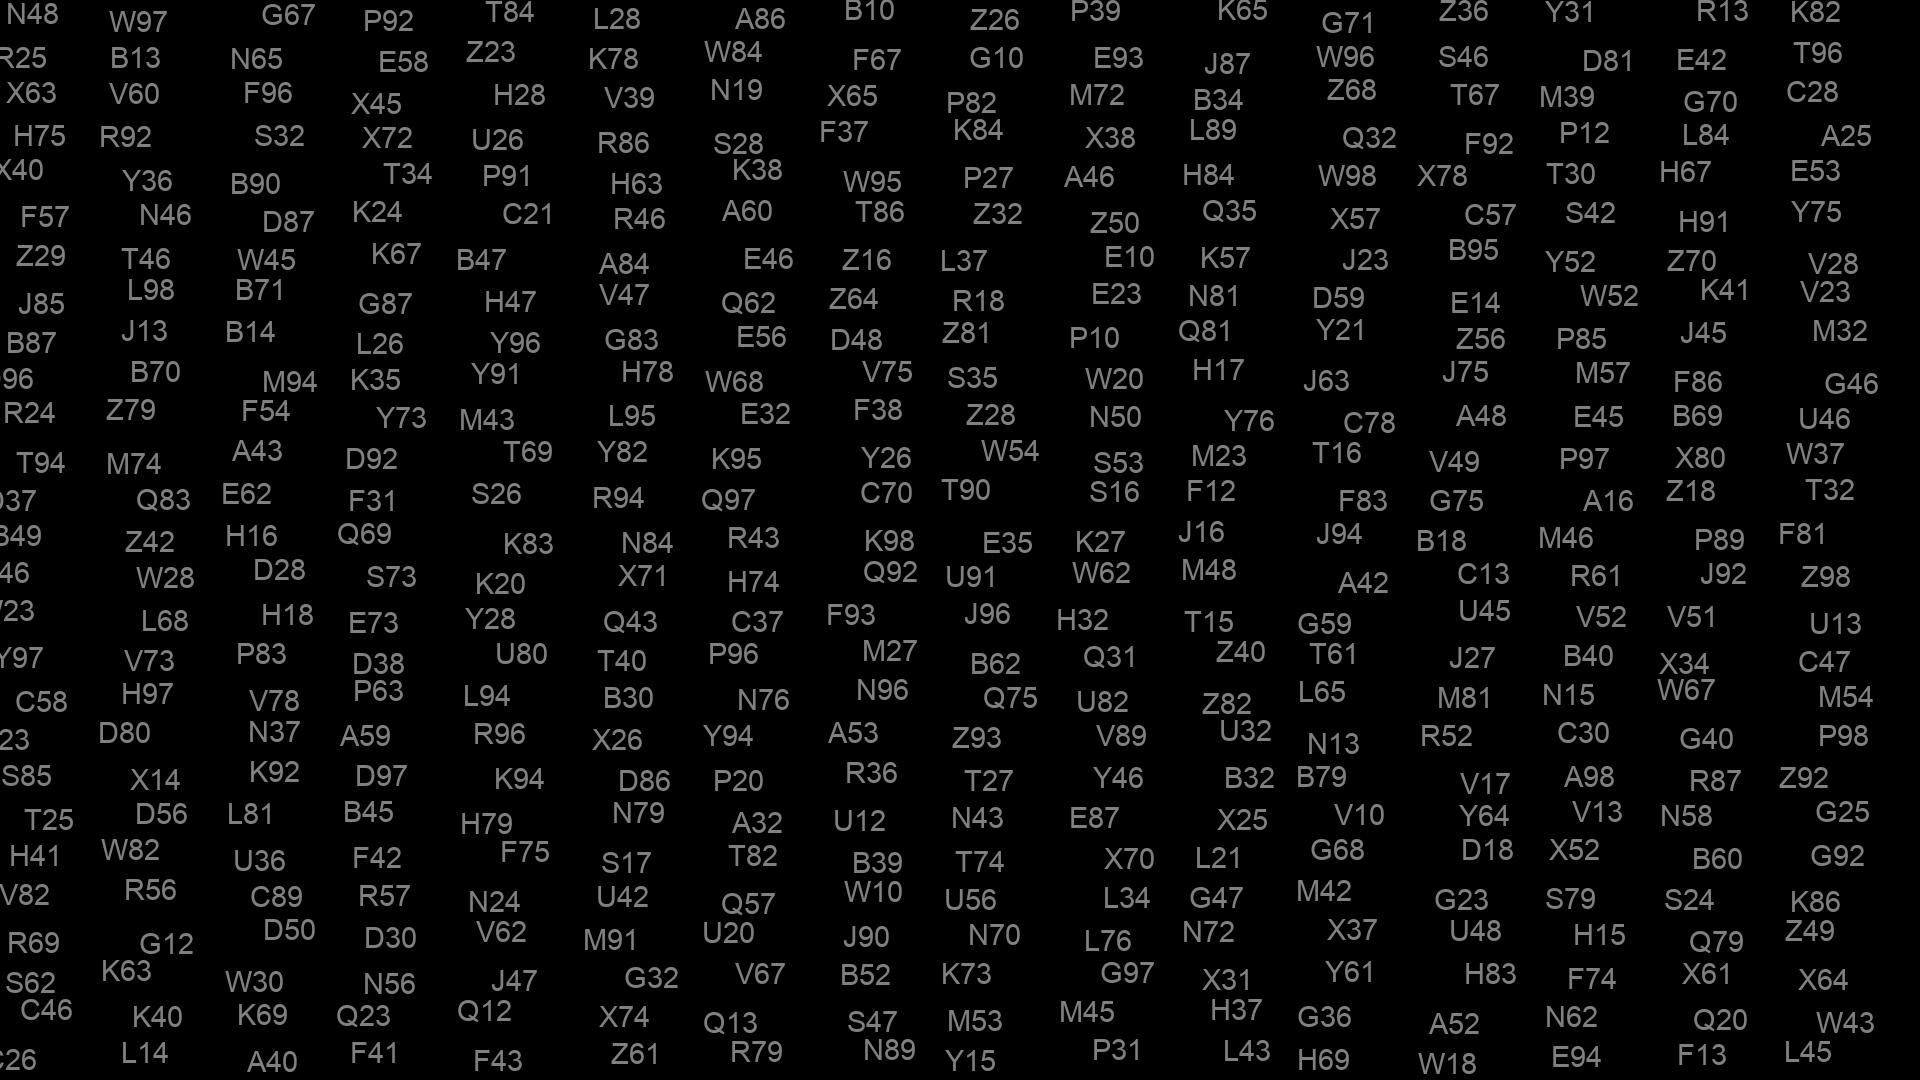 N48 W97 G67 P92 T84 L28 A86 B10 Z26 P39 K65 G71 Z36 Y31 R13 K82
R25 B13 N65 E58 Z23 K78 W84 F67 G10 E93 J87 W96 S46 D81 E42 T96
X63 V60 F96 X45 H28 V39 N19 X65 P82 M72 B34 Z68 T67 M39 G70 C28
H75 R92 S32 X72 U26 R86 S28 F37 K84 X38 L89 Q32 F92 P12 L84 A25
X40 Y36 B90 T34 P91 H63 K38 W95 P27 A46 H84 W98 X78 T30 H67 E53
F57 N46 D87 K24 C21 R46 A60 T86 Z32 Z50 Q35 X57 C57 S42 H91 Y75
Z29 T46 W45 K67 B47 A84 E46 Z16 L37 E10 K57 J23 B95 Y52 Z70 V28
J85 L98 B71 G87 H47 V47 Q62 Z64 R18 E23 N81 D59 E14 W52 K41 V23
B87 J13 B14 L26 Y96 G83 E56 D48 Z81 P10 Q81 Y21 Z56 P85 J45 M32
96 B70 M94 K35 Y91 H78 W68 V75 S35 W20 H17 J63 J75 M57 F86 G46
R24 Z79 F54 Y73 M43 L95 E32 F38 Z28 N50 Y76 C78 A48 E45 B69 U46
T94 M74 A43 D92 T69 Y82 K95 Y26 W54 S53 M23 T16 V49 P97 X80 W37
37 Q83 E62 F31 S26 R94 Q97 C70 T90 S16 F12 F83 G75 A16 Z18 T32
B49 Z42 H16 Q69 K83 N84 R43 K98 E35 K27 J16 J94 B18 M46 P89 F81
46 W28 D28 S73 K20 X71 H74 Q92 U91 W62 M48 A42 C13 R61 J92 Z98
23 L68 H18 E73 Y28 Q43 C37 F93 J96 H32 T15 G59 U45 V52 V51 U13
Y97 V73 P83 D38 U80 T40 P96 M27 B62 Q31 Z40 T61 J27 B40 X34 C47
C58 H97 V78 P63 L94 B30 N76 N96 Q75 U82 Z82 L65 M81 N15 W67 M54
23 D80 N37 A59 R96 X26 Y94 A53 Z93 V89 U32 N13 R52 C30 G40 P98
S85 X14 K92 D97 K94 D86 P20 R36 T27 Y46 B32 B79 V17 A98 R87 Z92
T25 D56 L81 B45 H79 N79 A32 U12 N43 E87 X25 V10 Y64 V13 N58 G25
H41 W82 U36 F42 F75 S17 T82 B39 T74 X70 L21 G68 D18 X52 B60 G92
V82 R56 C89 R57 N24 U42 Q57 W10 U56 L34 G47 M42 G23 S79 S24 K86
R69 G12 D50 D30 V62 M91 U20 J90 N70 L76 N72 X37 U48 H15 Q79 Z49
S62 K63 W30 N56 J47 G32 V67 B52 K73 G97 X31 Y61 H83 F74 X61 X64
C46 K40 K69 Q23 Q12 X74 Q13 S47 M53 M45 H37 G36 A52 N62 Q20 W43
C26 L14 A40 F41 F43 Z61 R79 N89 Y15 P31 L43 H69 W18 E94 F13 L45